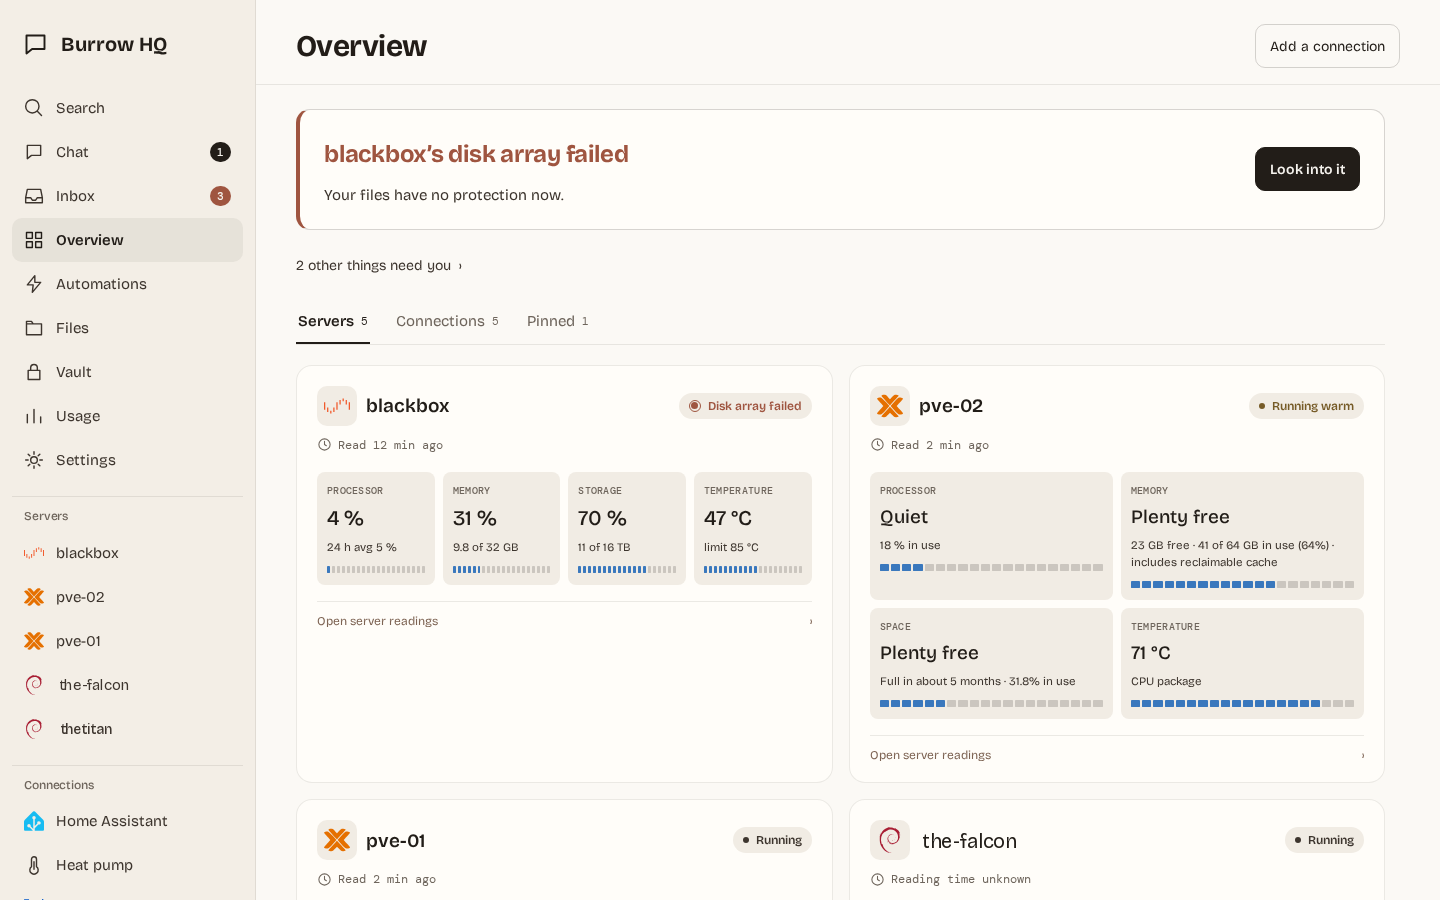 Burrow HQ
Search
Chat 1
Inbox 3
Overview
Automations
Files
Vault
Usage
Settings
Servers
blackbox
pve-02
pve-01
the-falcon
thetitan
Connections
Home Assistant
Heat pump
Overview
Add a connection
blackbox’s disk array failed
Your files have no protection now.
Look into it
2 other things need you ›
Servers 5 Connections 5 Pinned 1
blackbox
Disk array failed
Read 12 min ago
PROCESSOR
4 %
24 h avg 5 %
MEMORY
31 %
9.8 of 32 GB
STORAGE
70 %
11 of 16 TB
TEMPERATURE
47 °C
limit 85 °C
Open server readings ›
pve-02
Running warm
Read 2 min ago
PROCESSOR
Quiet
18 % in use
MEMORY
Plenty free
23 GB free · 41 of 64 GB in use (64%) ·
includes reclaimable cache
SPACE
Plenty free
Full in about 5 months · 31.8% in use
TEMPERATURE
71 °C
CPU package
Open server readings ›
pve-01
Running
Read 2 min ago
the-falcon
Running
Reading time unknown